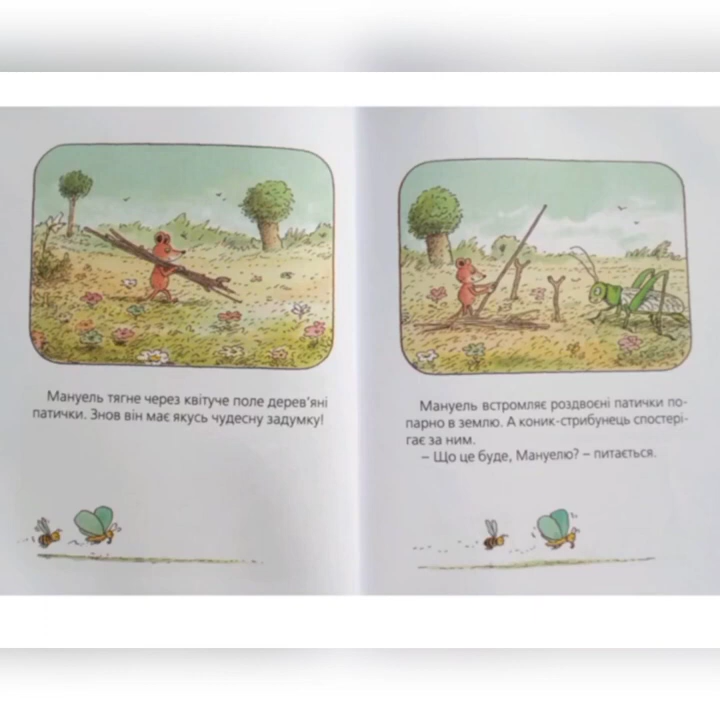 Мануель тягне через квітуче поле дерев’яні
патички. Знов він має якусь чудесну задумку!
Мануель встромляє роздвоєні патички по-
парно в землю. А коник-стрибунець спостері-
гає за ним.
– Що це буде, Мануелю? – питається.